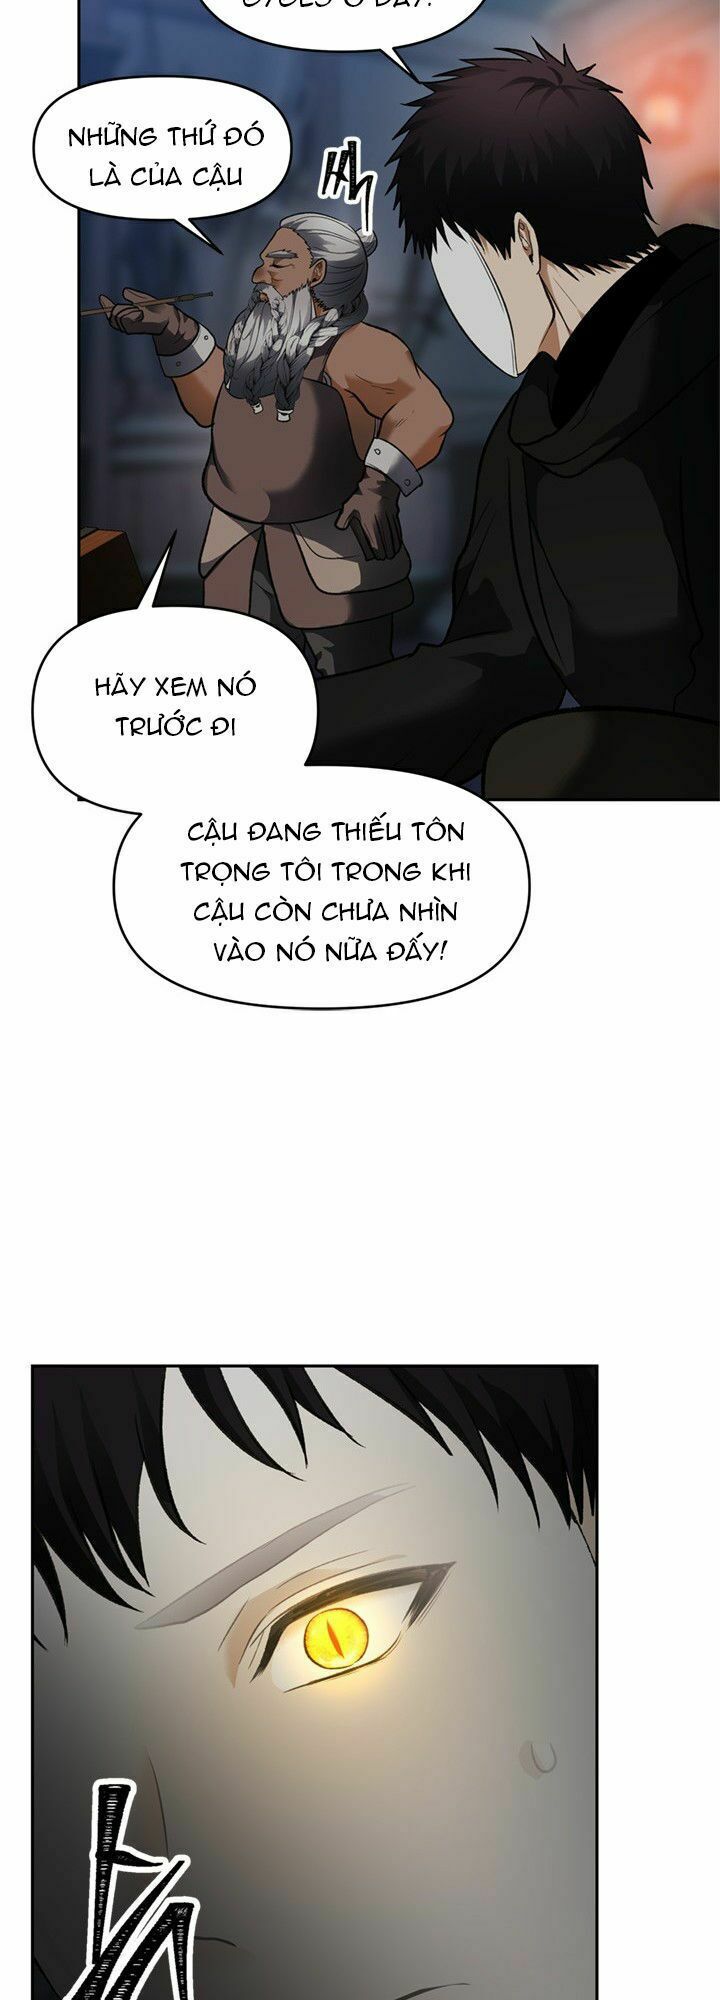 Ở ĐÂY!
NHỮNG THỨ ĐÓ
LÀ CỦA CẬU
HÃY XEM NÓ
TRƯỚC ĐI
CẬU ĐANG THIẾU TÔN
TRỌNG TÔI TRONG KHI
CẬU CÒN CHƯA NHÌN
VÀO NÓ NỮA ĐẤY!